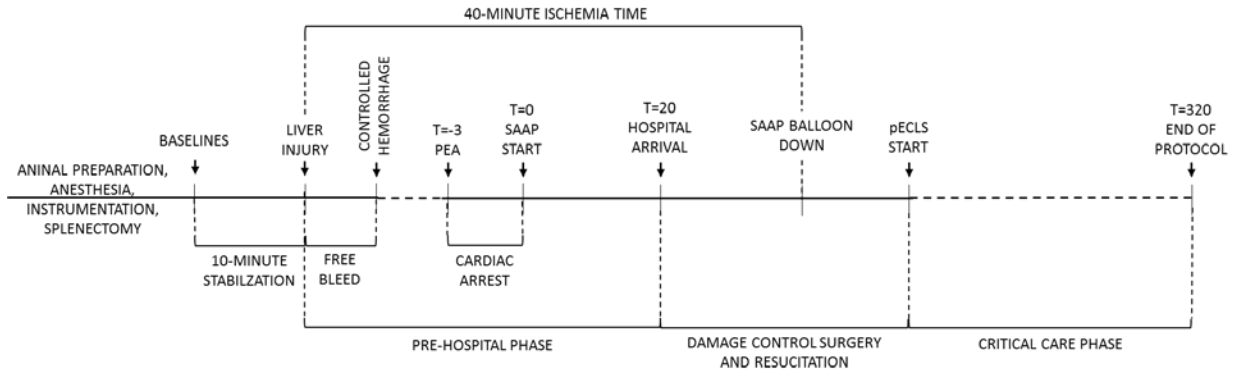 40-MINUTE ISCHEMIA TIME
CONTROLLED
HEMORRHAGE
T=0
T=20
T=320
BASELINES
LIVER
INJURY
T=-3
PEA
SAAP
START
HOSPITAL
ARRIVAL
SAAP BALLOON
DOWN
pECLS
START
END OF
PROTOCOL
ANINAL PREPARATION,
ANESTHESIA,
INSTRUMENTATION,
SPLENECTOMY
10-MINUTE
STABILZATION
FREE
BLEED
CARDIAC
ARREST
PRE-HOSPITAL PHASE
DAMAGE CONTROL SURGERY
AND RESUCITATION
CRITICAL CARE PHASE